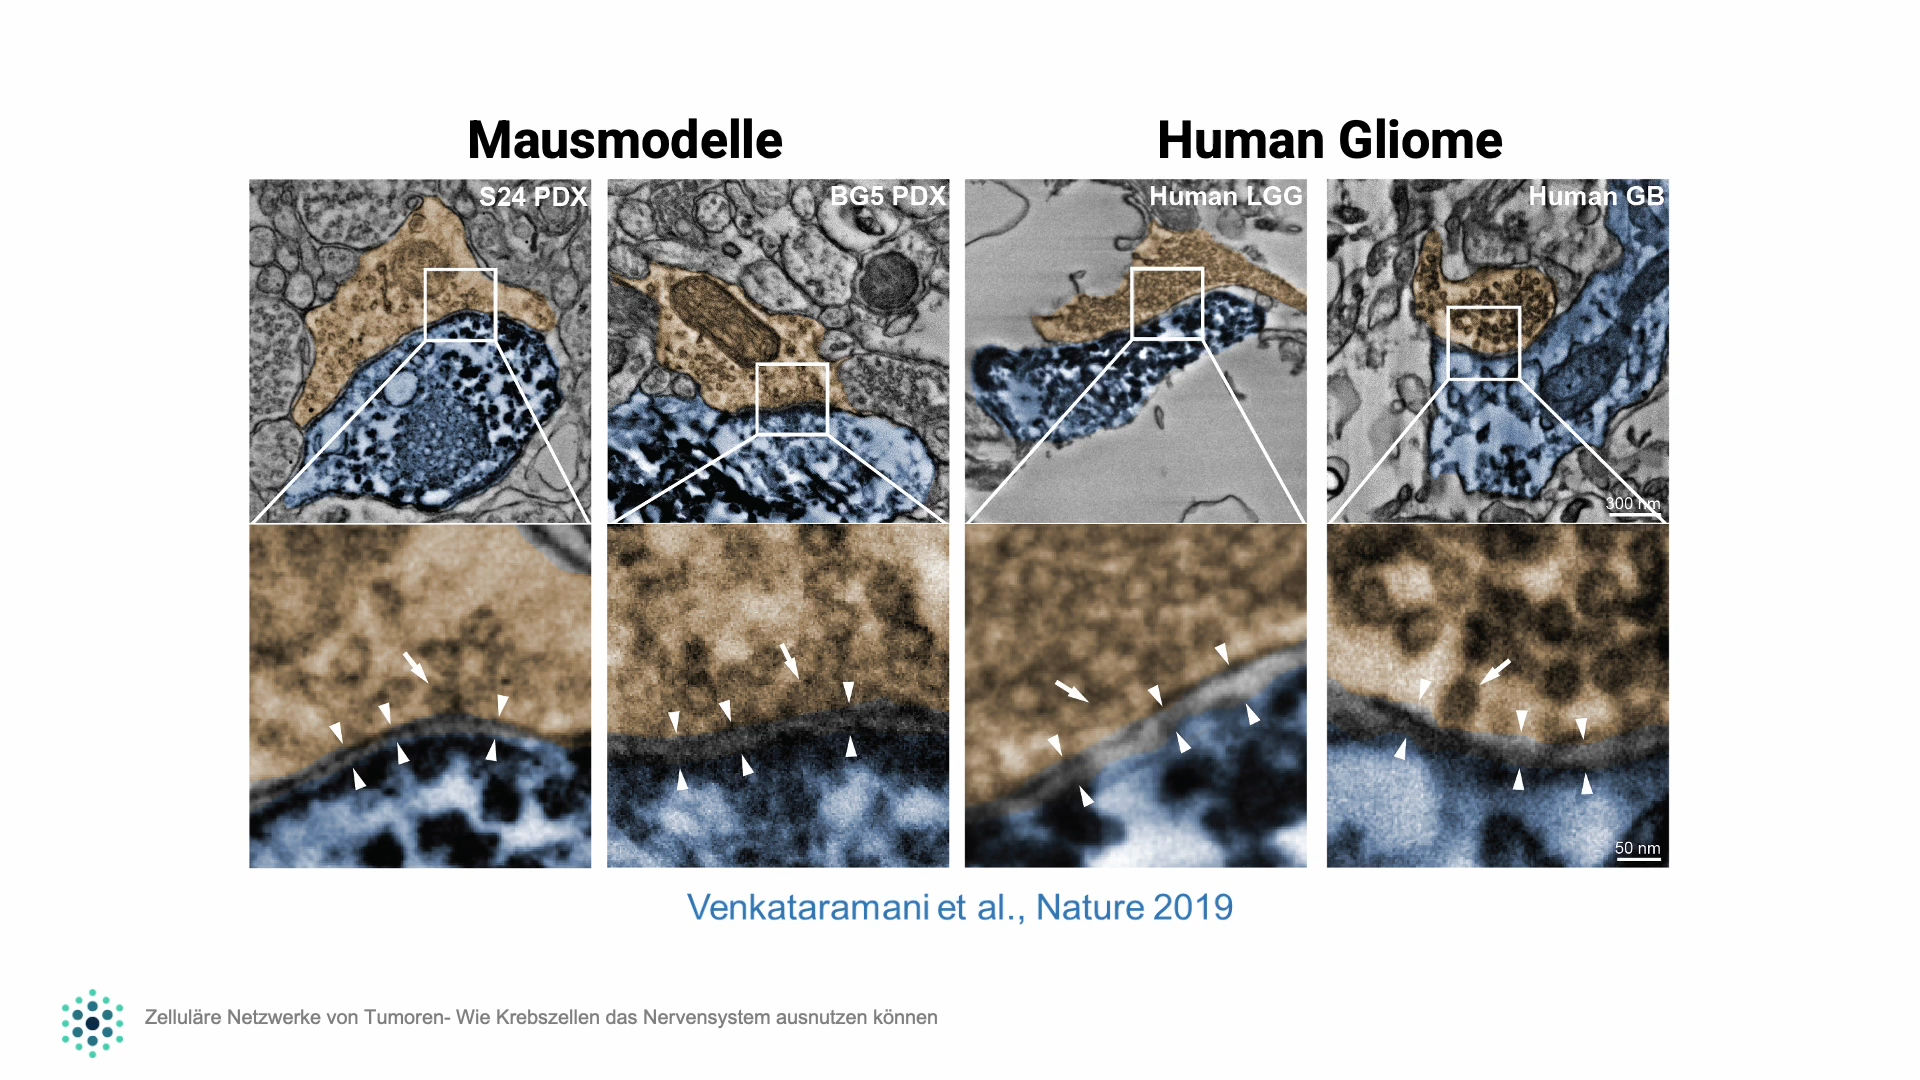 Mausmodelle
Human Gliome
S24 PDX
BG5 PDX
Human LGG
Human GB
300 nm
50 nm
Venkataramani et al., Nature 2019
Zelluläre Netzwerke von Tumoren- Wie Krebszellen das Nervensystem ausnutzen können